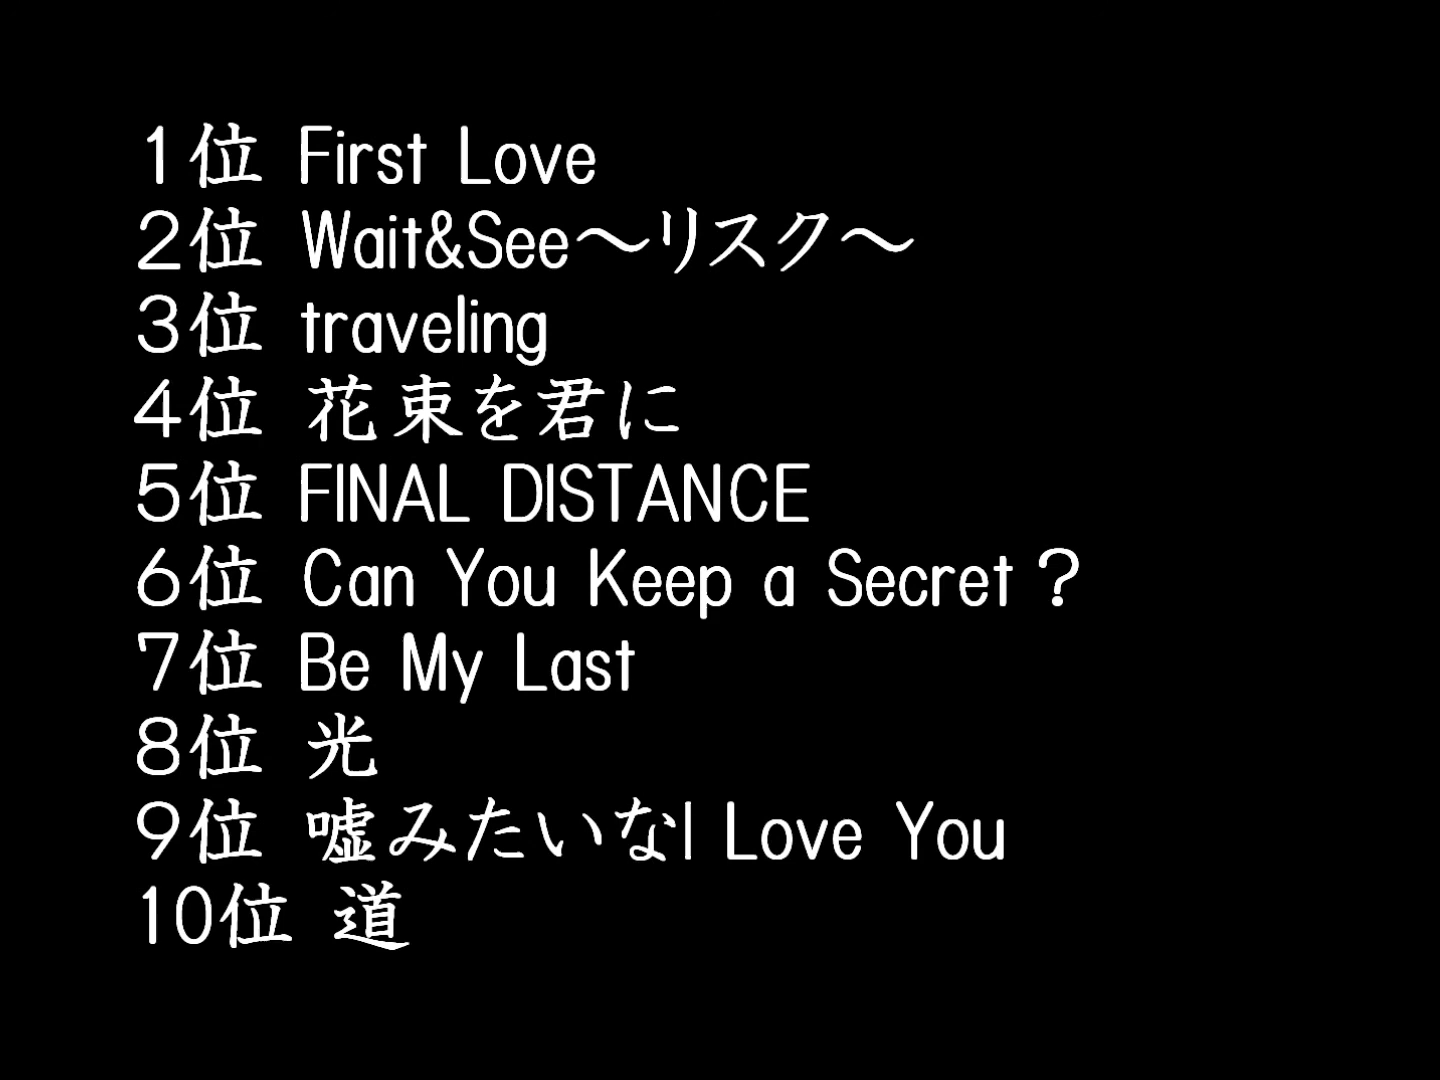 1位 First Love
2位 Wait&See～リスク～
3位 traveling
4位 花束を君に
5位 FINAL DISTANCE
6位 Can You Keep a Secret？
7位 Be My Last
8位 光
9位 嘘みたいなI Love You
10位 道